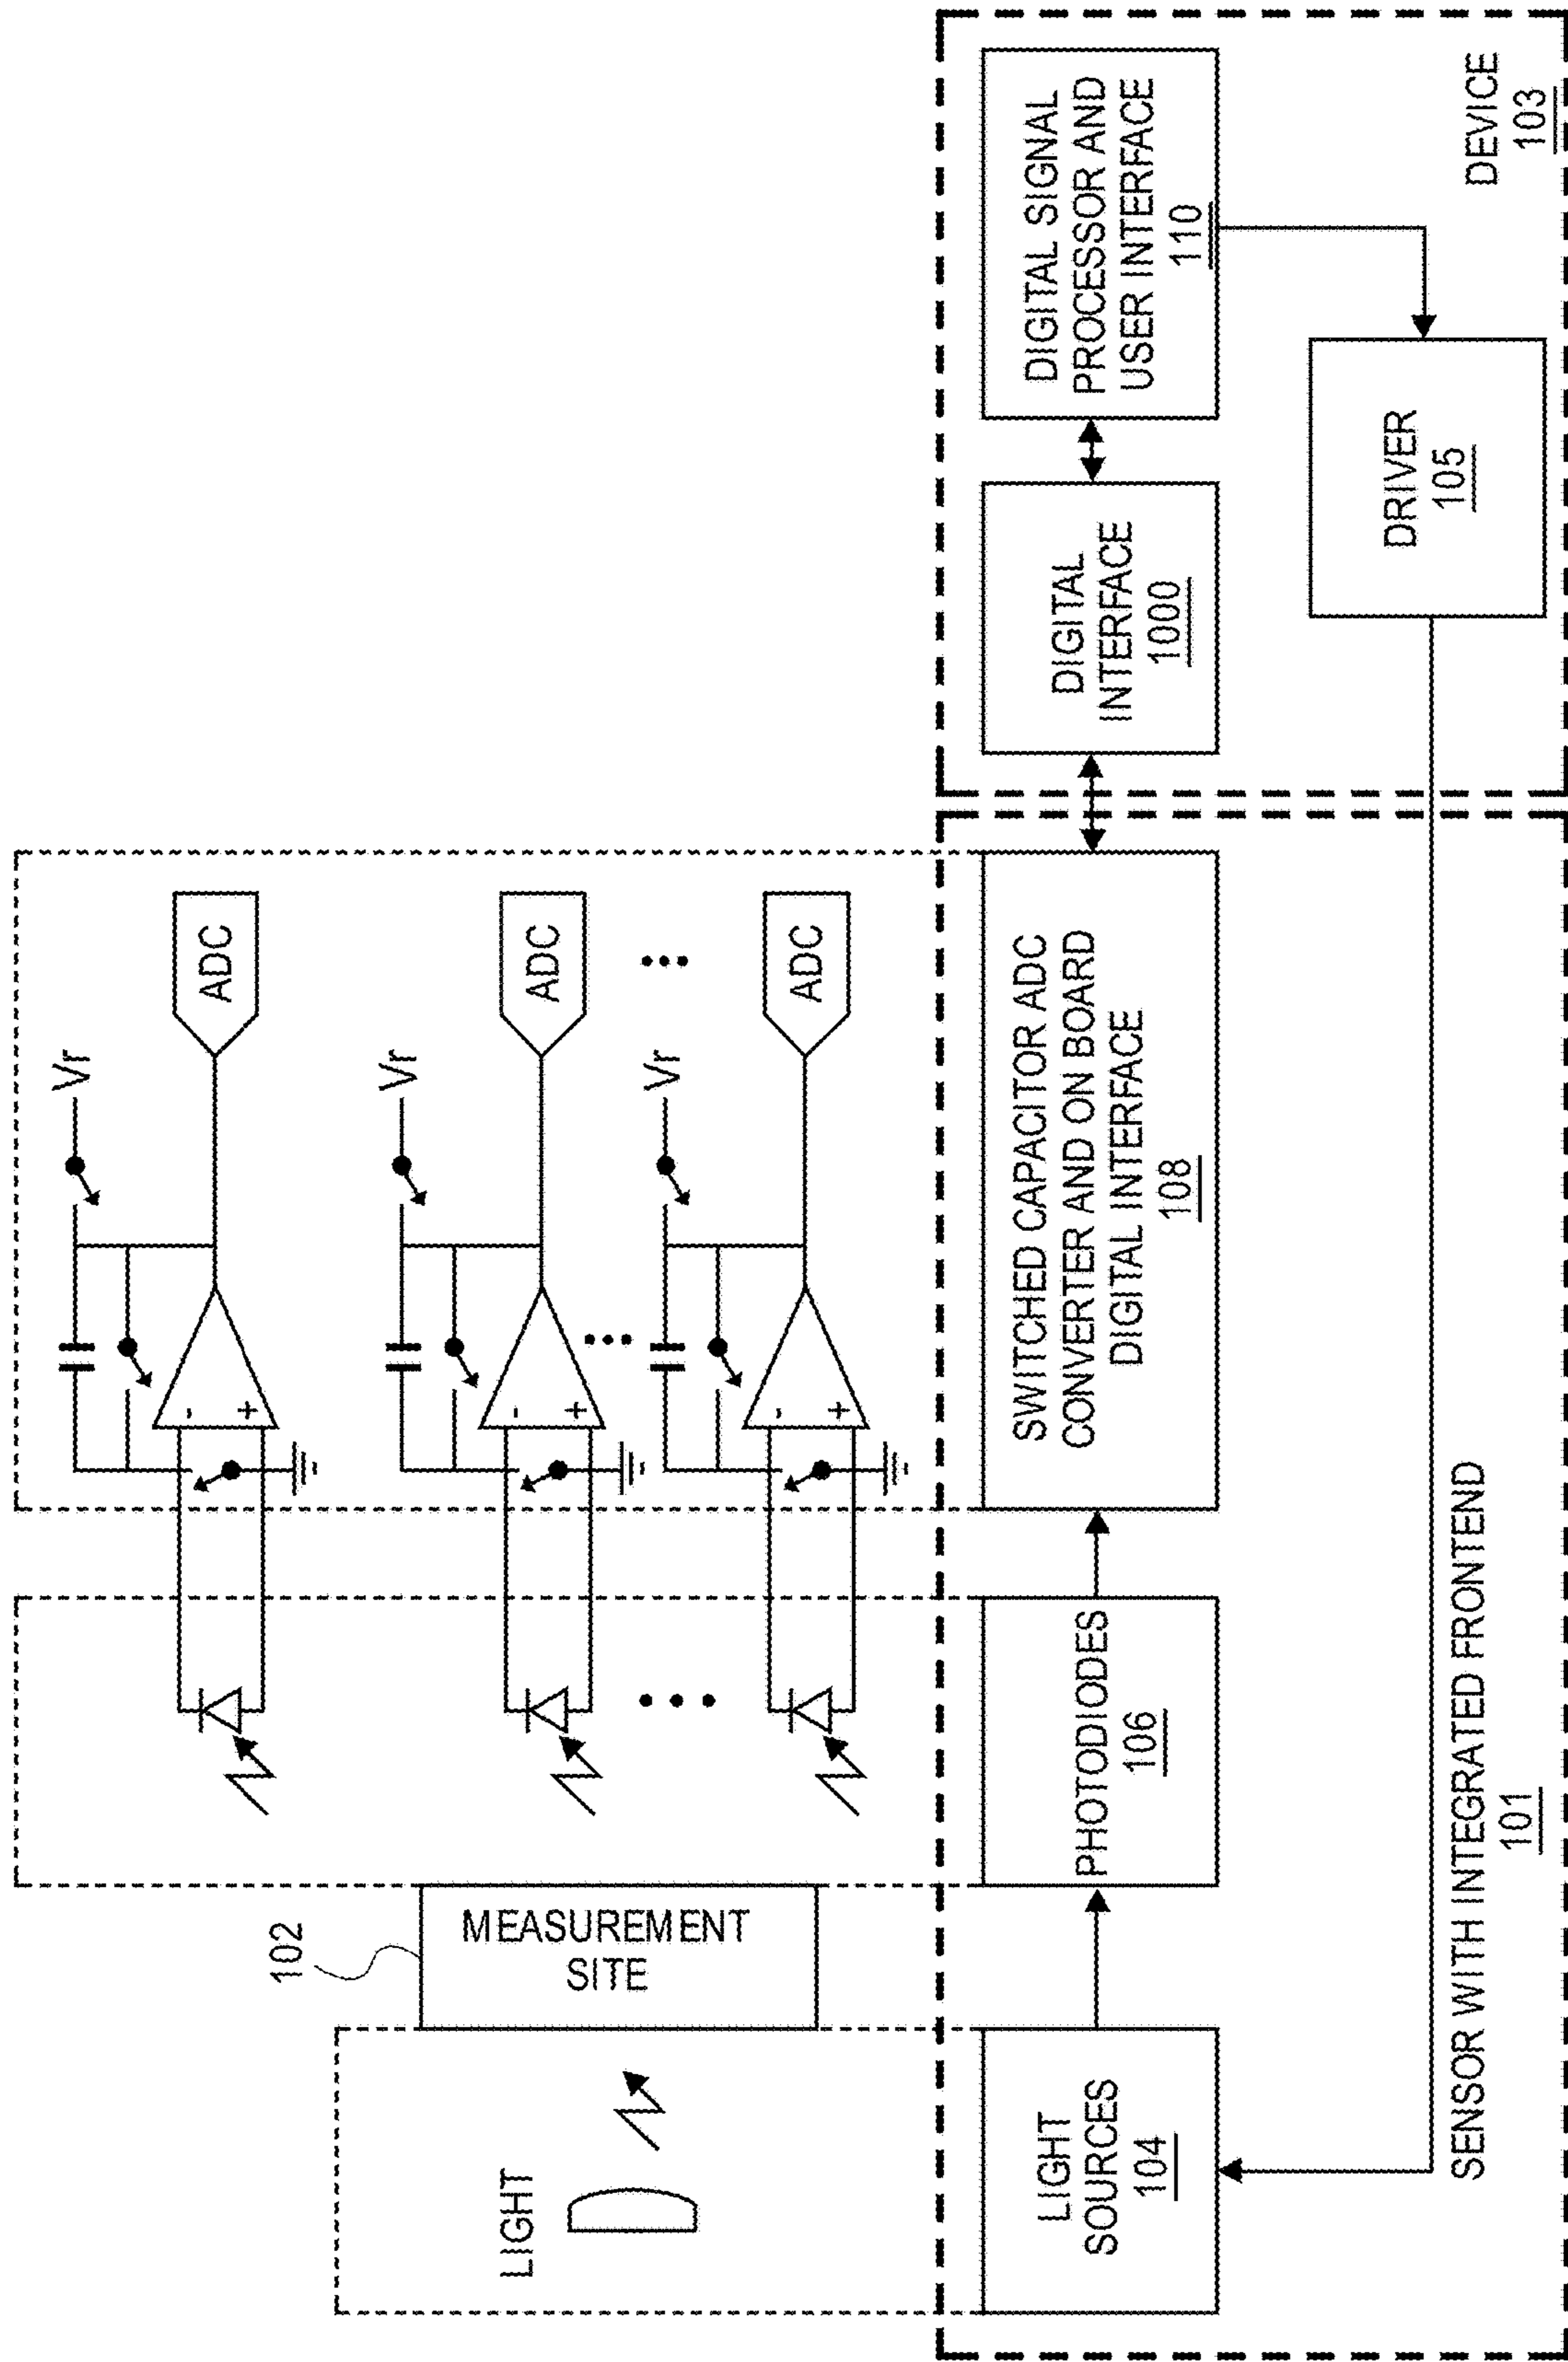 LIGHT
102
MEASUREMENT
SITE
-
+
Vr
ADC
-
+
Vr
ADC
-
+
Vr
ADC
LIGHT
SOURCES
104
PHOTODIODES
106
SWITCHED CAPACITOR ADC
CONVERTER AND ON BOARD
DIGITAL INTERFACE
108
DIGITAL
INTERFACE
1000
DIGITAL SIGNAL
PROCESSOR AND
USER INTERFACE
110
DRIVER
105
SENSOR WITH INTEGRATED FRONTEND
101
DEVICE
103